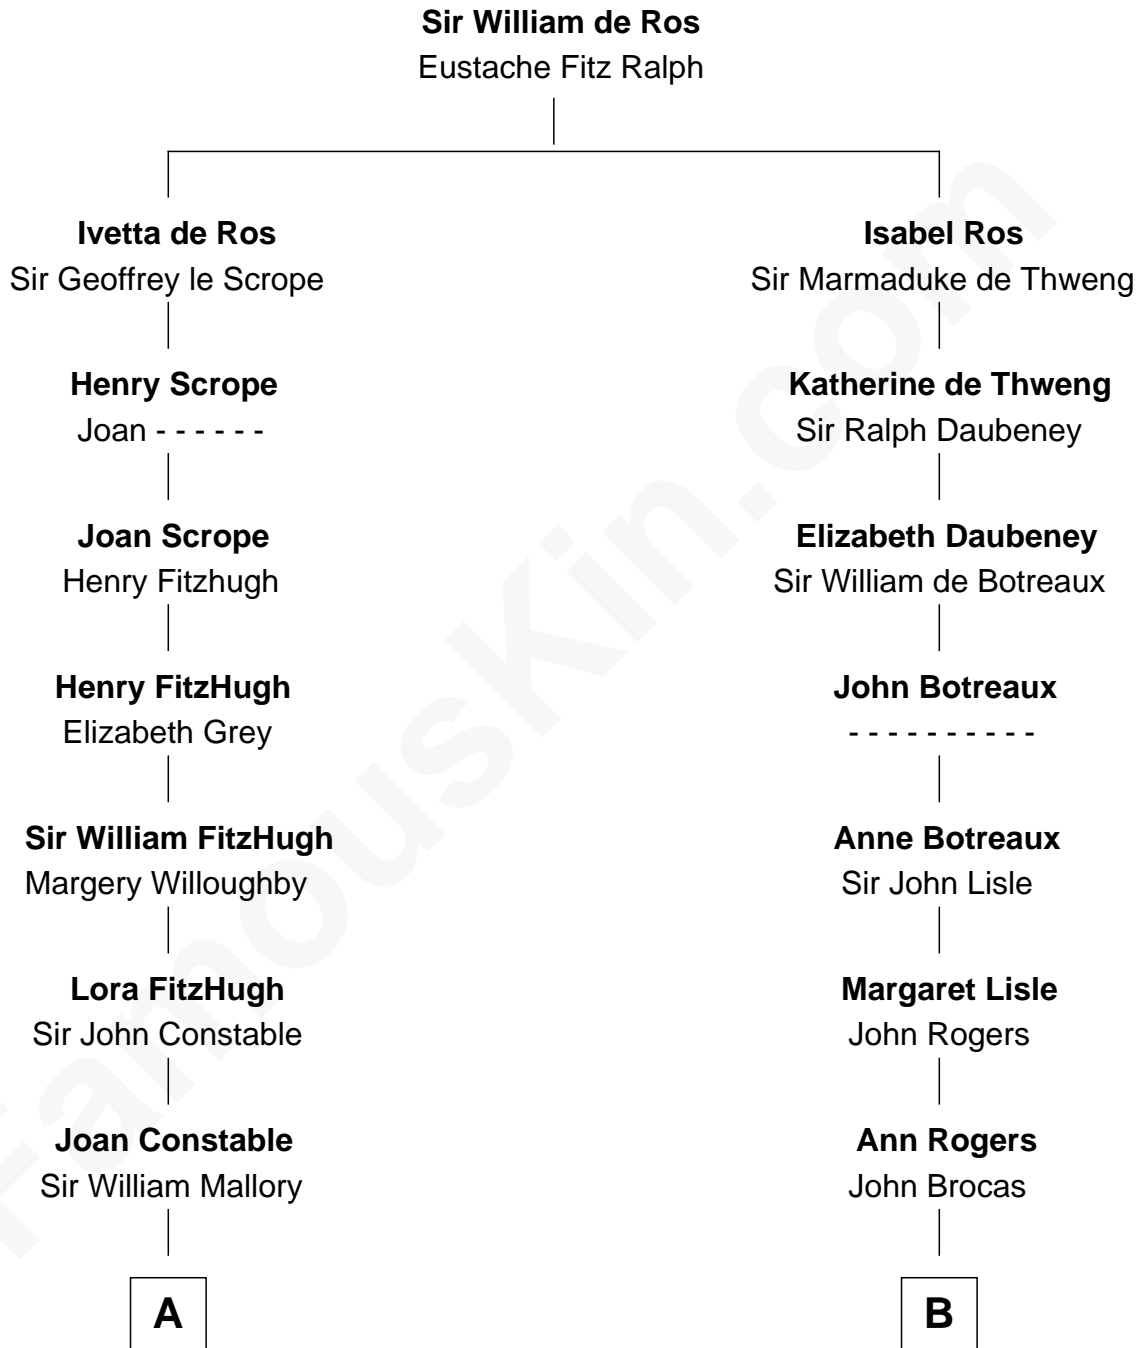 Sir William de Ros
Eustache Fitz Ralph
Ivetta de Ros
Sir Geoffrey le Scrope
Henry Scrope
Joan - - - - - -
Joan Scrope
Henry Fitzhugh
Henry FitzHugh
Elizabeth Grey
Sir William FitzHugh
Margery Willoughby
Lora FitzHugh
Sir John Constable
Joan Constable
Sir William Mallory
A
Isabel Ros
Sir Marmaduke de Thweng
Katherine de Thweng
Sir Ralph Daubeney
Elizabeth Daubeney
Sir William de Botreaux
John Botreaux
- - - - - - - - - -
Anne Botreaux
Sir John Lisle
Margaret Lisle
John Rogers
Ann Rogers
John Brocas
B
FamousKin.com